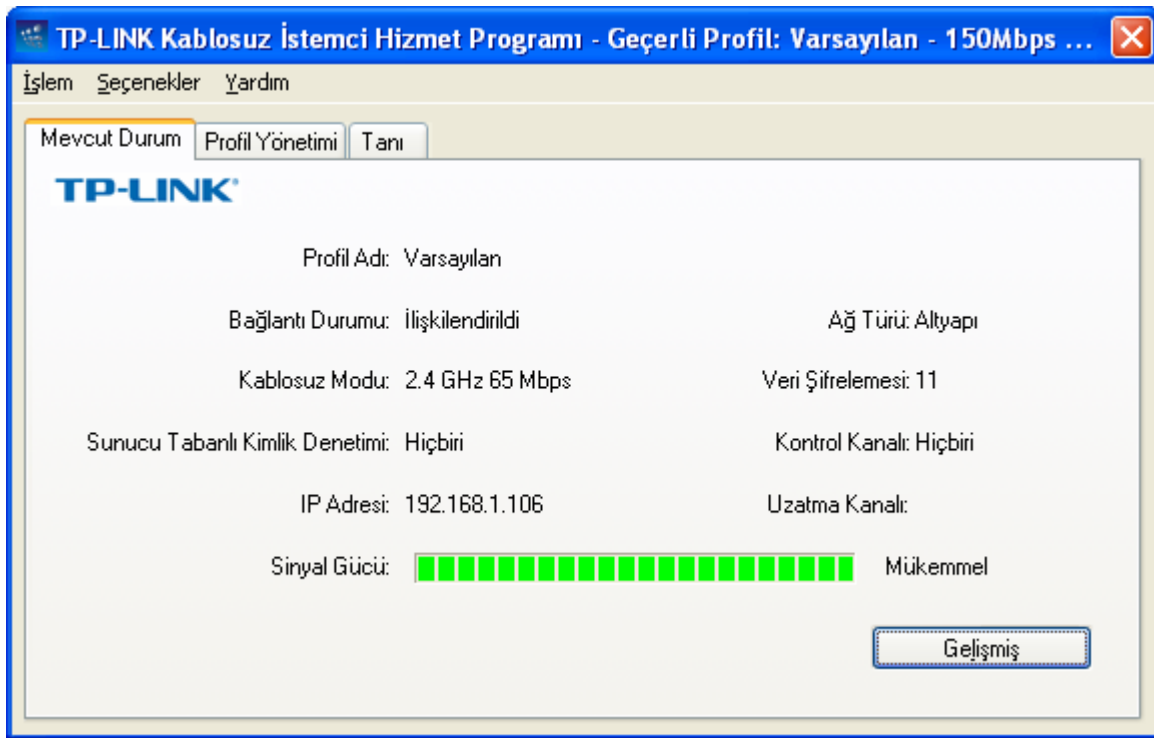 TP-LINK Kablosuz İstemci Hizmet Programı - Geçerli Profil: Varsayılan - 150Mbps ...
İşlem Seçenekler Yardım
Mevcut Durum Profil Yönetimi Tanı
TP-LINK®
Profil Adı: Varsayılan
Bağlantı Durumu: İlişkilendirildi Ağ Türü: Altyapı
Kablosuz Modu: 2.4 GHz 65 Mbps Veri Şifrelemesi: 11
Sunucu Tabanlı Kimlik Denetimi: Hiçbiri Kontrol Kanalı: Hiçbiri
IP Adresi: 192.168.1.106 Uzatma Kanalı:
Sinyal Gücü: Mükemmel
Gelişmiş